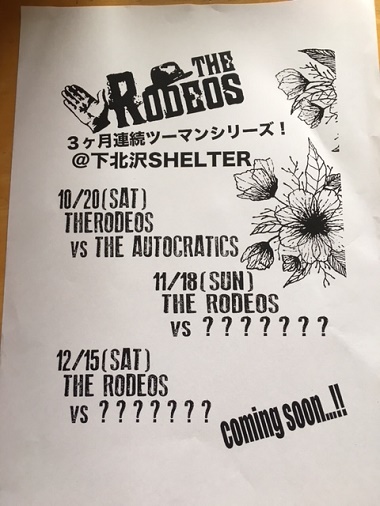 THE
RODEOS
3ヶ月連続ツーマンシリーズ！
@下北沢SHELTER
10/20(SAT)
THERODEOS
vs THE AUTOCRATICS
11/18(SUN)
THE RODEOS
vs ???????
12/15(SAT)
THE RODEOS
vs ???????
coming soon...!!